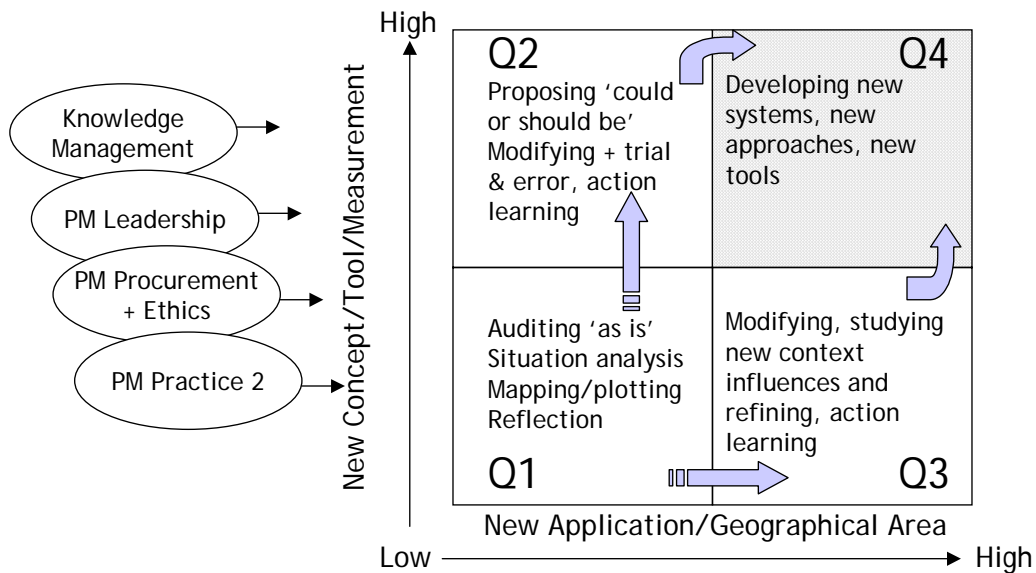 High
Q2
Proposing ‘could
or should be’
Modifying + trial
& error, action
learning
Q4
Developing new
systems, new
approaches, new
tools
Knowledge
Management
PM Leadership
PM Procurement
+ Ethics
PM Practice 2
New Concept/Tool/Measurement
Auditing ‘as is’
Situation analysis
Mapping/plotting
Reflection
Q1
Modifying, studying
new context
influences and
refining, action
learning
Q3
New Application/Geographical Area
Low
High